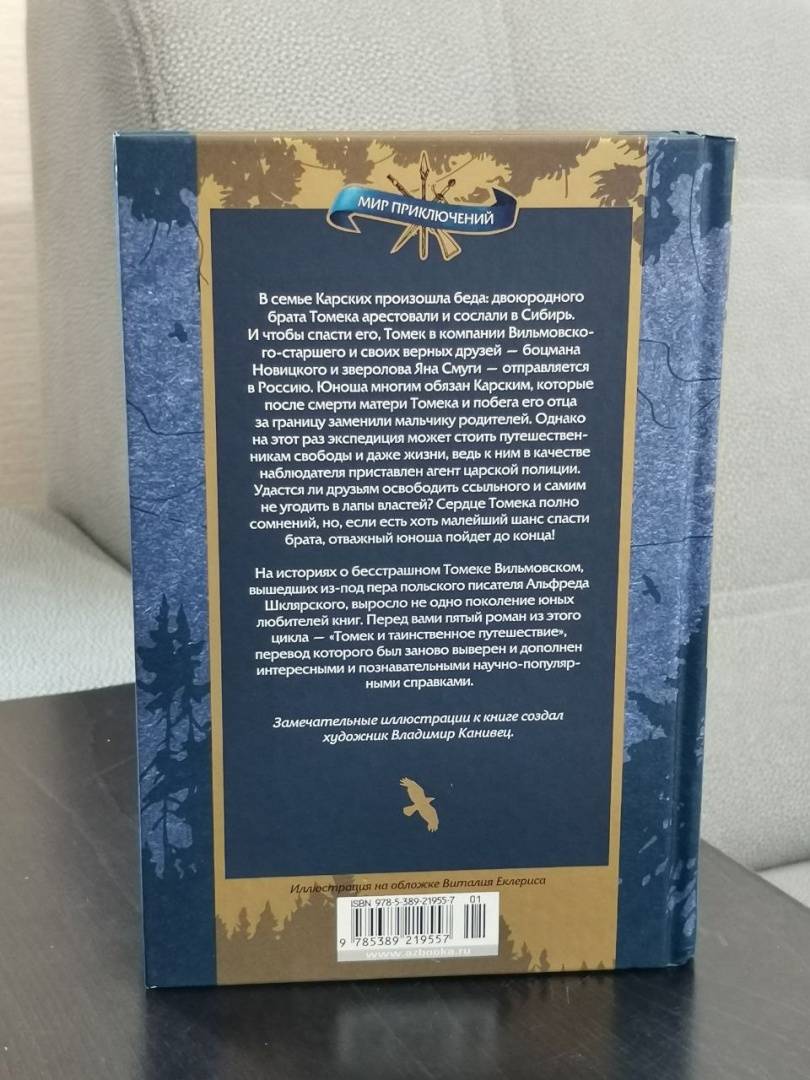 МИР ПРИКЛЮЧЕНИЙ
В семье Карских произошла беда: двоюродного
брата Томека арестовали и сослали в Сибирь.
И чтобы спасти его, Томек в компании Вильмовско-
го-старшего и своих верных друзей — боцмана
Новицкого и зверолова Яна Смуги — отправляется
в Россию. Юноша многим обязан Карским, которые
после смерти матери Томека и побега его отца
за границу заменили мальчику родителей. Однако
на этот раз экспедиция может стоить путешествен-
никам свободы и даже жизни, ведь к ним в качестве
наблюдателя приставлен агент царской полиции.
Удастся ли друзьям освободить ссыльного и самим
не угодить в лапы властей? Сердце Томека полно
сомнений, но, если есть хоть малейший шанс спасти
брата, отважный юноша пойдет до конца!
На историях о бесстрашном Томеке Вильмовском,
вышедших из-под пера польского писателя Альфреда
Шклярского, выросло не одно поколение юных
любителей книг. Перед вами пятый роман из этого
цикла — «Томек и таинственное путешествие»,
перевод которого был заново выверен и дополнен
интересными и познавательными научно-популяр-
ными справками.
Замечательные иллюстрации к книге создал
художник Владимир Канивец.
Иллюстрация на обложке Виталия Еклериса
ISBN 978-5-389-21955-7 01
9 785389 219557
www.azbooka.ru